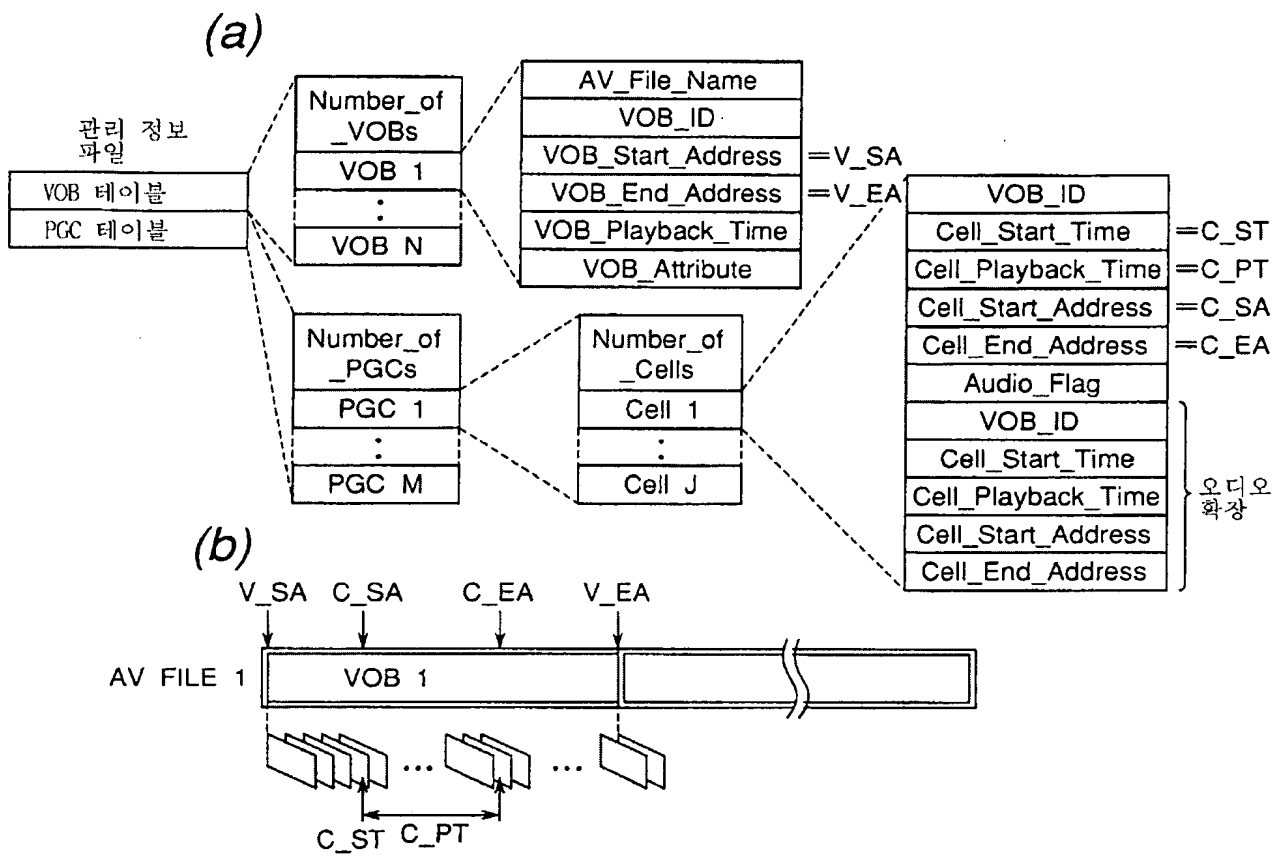 (a)
관리 정보
파일
VOB 테이블
PGC 테이블
Number_of
_VOBs
VOB 1
:
VOB N
AV_File_Name
VOB_ID
VOB_Start_Address
=V_SA
VOB_End_Address
=V_EA
VOB_Playback_Time
VOB_Attribute
Number_of
_PGCs
PGC 1
:
PGC M
Number_of
_Cells
Cell 1
:
Cell J
VOB_ID
Cell_Start_Time
=C_ST
Cell_Playback_Time
=C_PT
Cell_Start_Address
=C_SA
Cell_End_Address
=C_EA
Audio_Flag
VOB_ID
Cell_Start_Time
Cell_Playback_Time
Cell_Start_Address
Cell_End_Address
오디오
확장
(b)
V_SA C_SA C_EA V_EA
AV FILE 1
VOB 1
... ...
C_ST C_PT